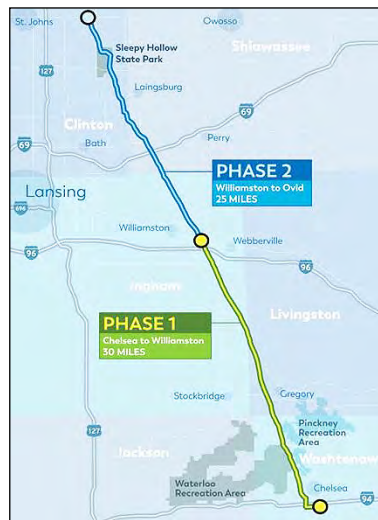 St. Johns
Owosso
Sleepy Hollow
State Park
Shiawassee
127
Laingsburg
Clinton
69
Perry
69
Bath
PHASE 2
Williamston to Ovid
25 MILES
Lansing
496
Williamston
Webberville
96
96
Ingham
Livingston
PHASE 1
Chelsea to Williamston
30 MILES
Stockbridge
Gregory
Pinckney
Recreation
Area
127
Jackson
Washtenaw
Waterloo
Recreation Area
Chelsea
94